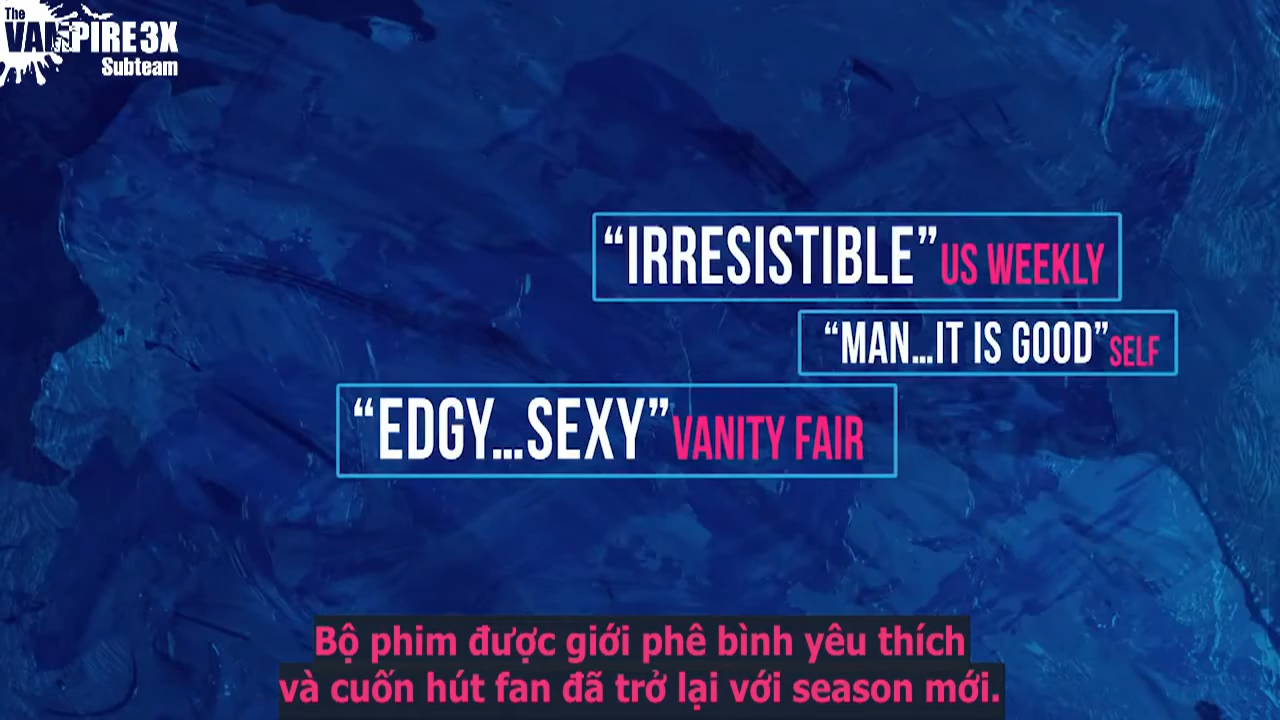 The
VAMPIRE3X
Subteam
“IRRESISTIBLE” US WEEKLY
“MAN...IT IS GOOD” SELF
“EDGY...SEXY” VANITY FAIR
Bộ phim được giới phê bình yêu thích
và cuốn hút fan đã trở lại với season mới.